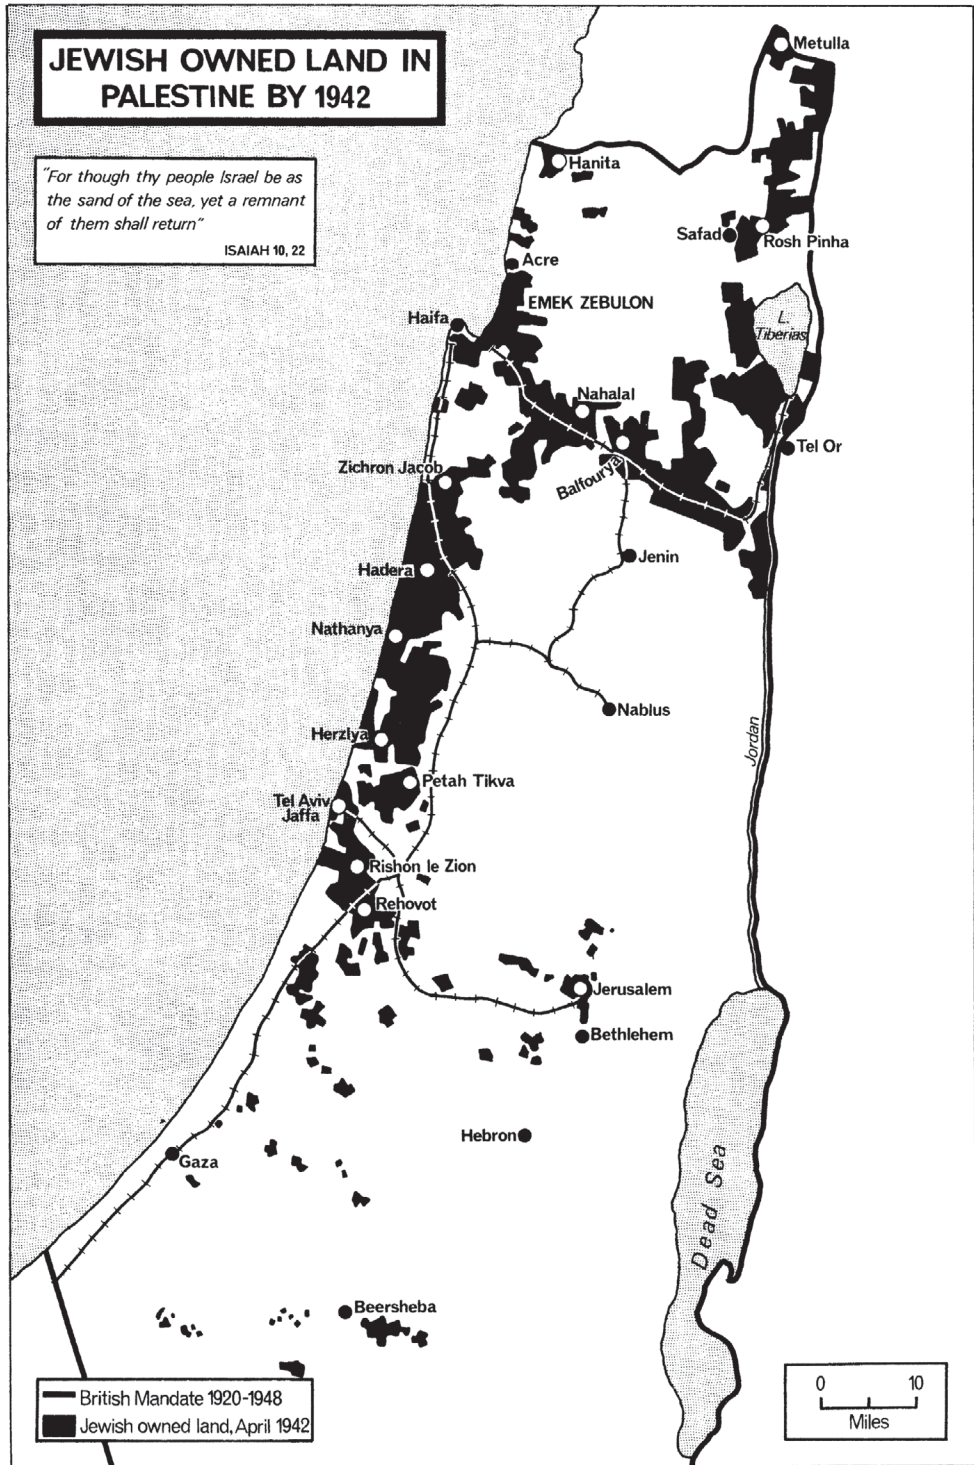 JEWISH OWNED LAND IN
PALESTINE BY 1942
"For though thy people Israel be as
the sand of the sea, yet a remnant
of them shall return"
ISAIAH 10, 22
Metulla
Hanita
Safad
Rosh Pinha
Acre
EMEK ZEBULON
Haifa
L.
Tiberias
Nahalal
Tel Or
Zichron Jacob
Balfourya
Jenin
Hadera
Nathanya
Nablus
Jordan
Herzlya
Petah Tikva
Tel Aviv
Jaffa
Rishon le Zion
Rehovot
Jerusalem
Bethlehem
Hebron
Gaza
Dead Sea
Beersheba
British Mandate 1920-1948
Jewish owned land, April 1942
0 10
Miles